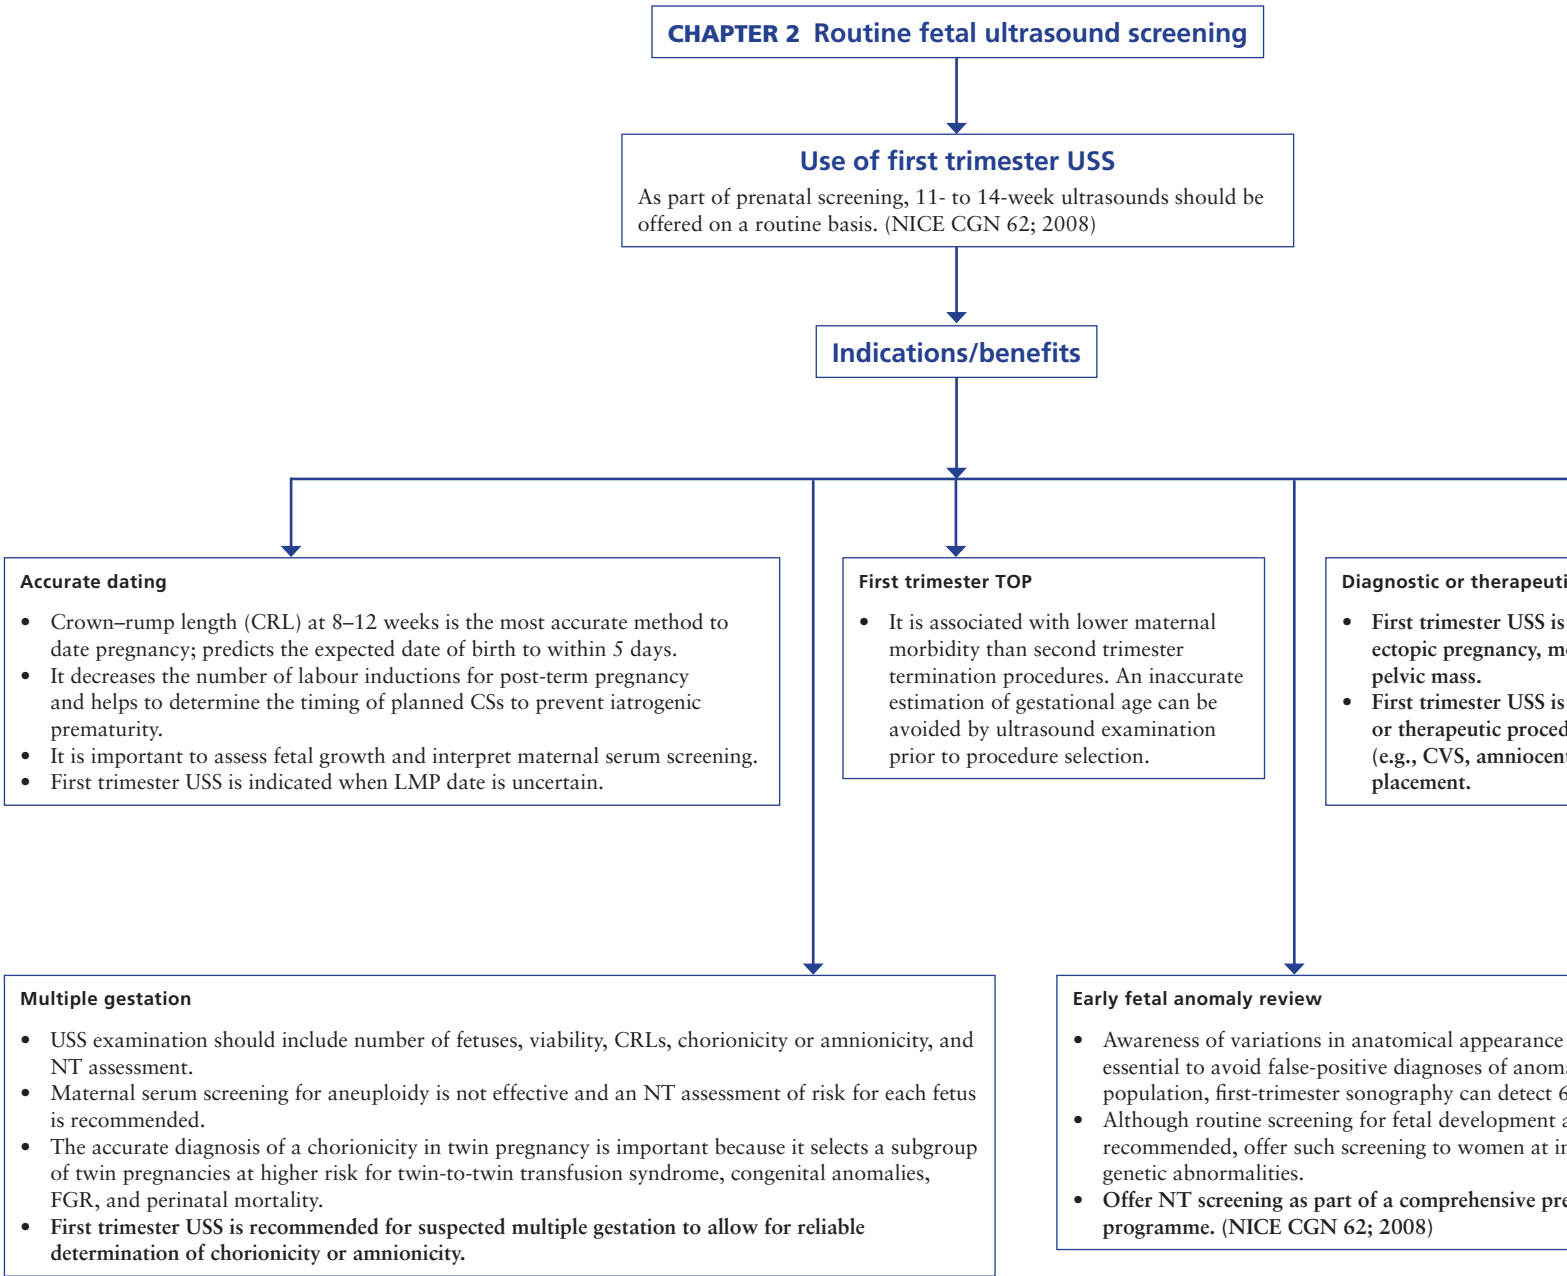 CHAPTER 2 Routine fetal ultrasound screening
Use of first trimester USS
As part of prenatal screening, 11- to 14-week ultrasounds should be
offered on a routine basis. (NICE CGN 62; 2008)
Indications/benefits
Accurate dating
• Crown–rump length (CRL) at 8–12 weeks is the most accurate method to
date pregnancy; predicts the expected date of birth to within 5 days.
• It decreases the number of labour inductions for post-term pregnancy
and helps to determine the timing of planned CSs to prevent iatrogenic
prematurity.
• It is important to assess fetal growth and interpret maternal serum screening.
• First trimester USS is indicated when LMP date is uncertain.
First trimester TOP
• It is associated with lower maternal
morbidity than second trimester
termination procedures. An inaccurate
estimation of gestational age can be
avoided by ultrasound examination
prior to procedure selection.
Diagnostic or
• First trimester USS is
ectopic pregnancy,
pelvic mass.
• First trimester USS is
or therapeutic
(e.g., CVS,
placement.
Multiple gestation
• USS examination should include number of fetuses, viability, CRLs, chorionicity or amnionicity, and
NT assessment.
• Maternal serum screening for aneuploidy is not effective and an NT assessment of risk for each fetus
is recommended.
• The accurate diagnosis of a chorionicity in twin pregnancy is important because it selects a subgroup
of twin pregnancies at higher risk for twin-to-twin transfusion syndrome, congenital anomalies,
FGR, and perinatal mortality.
• First trimester USS is recommended for suspected multiple gestation to allow for reliable
determination of chorionicity or amnionicity.
Early fetal anomaly review
• Awareness of variations in anatomical appearance
essential to avoid false-positive diagnoses of
population, first-trimester sonography can detect
• Although routine screening for fetal development
recommended, offer such screening to women at
genetic abnormalities.
• Offer NT screening as part of a comprehensive
programme. (NICE CGN 62; 2008)